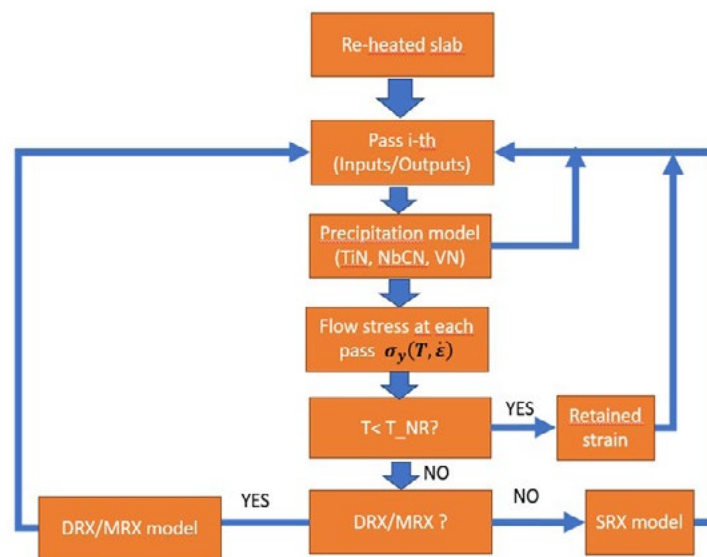 Re-heated slab
Pass i-th
(Inputs/Outputs)
Precipitation model
(TiN, NbCN, VN)
Flow stress at each
pass σ_y(T, ε̇)
T< T_NR?
YES
Retained
strain
NO
DRX/MRX model
YES
DRX/MRX ?
NO
SRX model